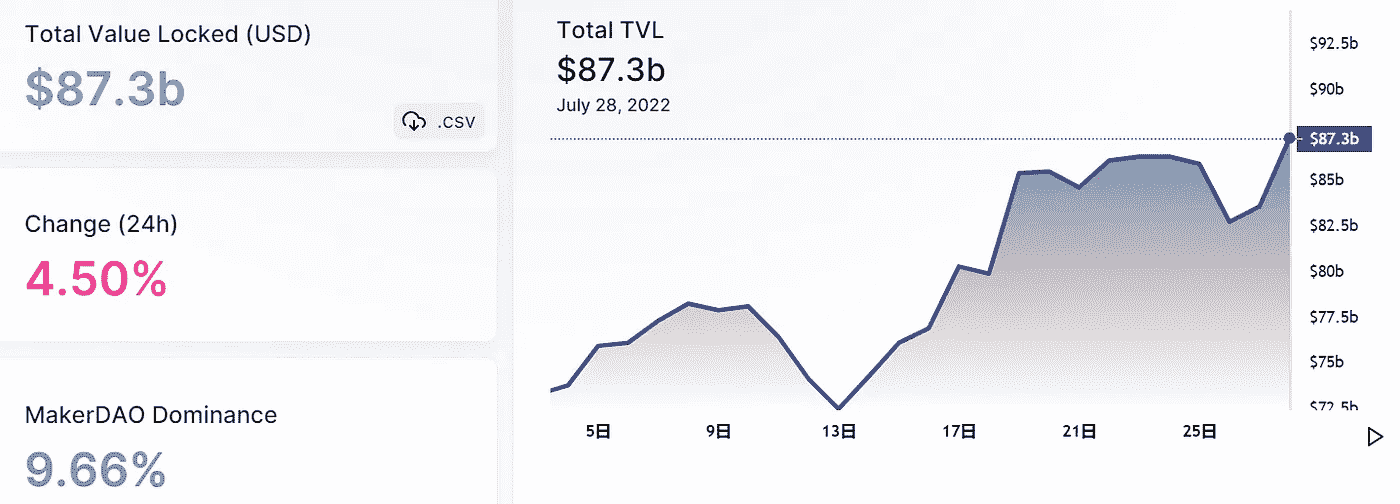 Total Value Locked (USD)
$87.3b
.CSV
Change (24h)
4.50%
MakerDAO Dominance
9.66%
Total TVL
$87.3b
July 28, 2022
$92.5b
$90b
$87.3b
$85b
$82.5b
$80b
$77.5b
$75b
$72.5b
5日 9日 13日 17日 21日 25日